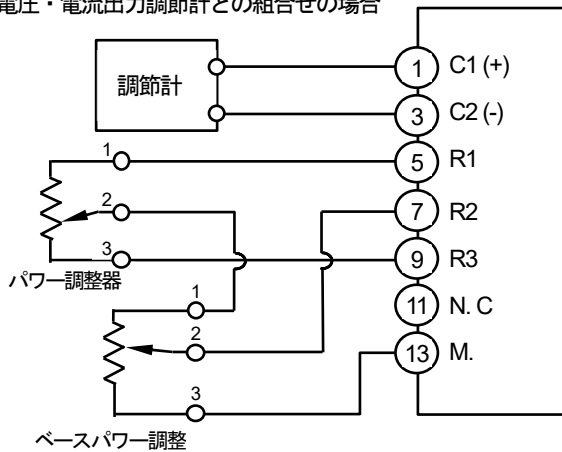 電圧・電流出力調節計との組合せの場合
調節計
1 C1 (+)
3 C2 (-)
1
5 R1
2
7 R2
3
9 R3
パワー調整器
1
11 N. C
2
13 M.
3
ベースパワー調整